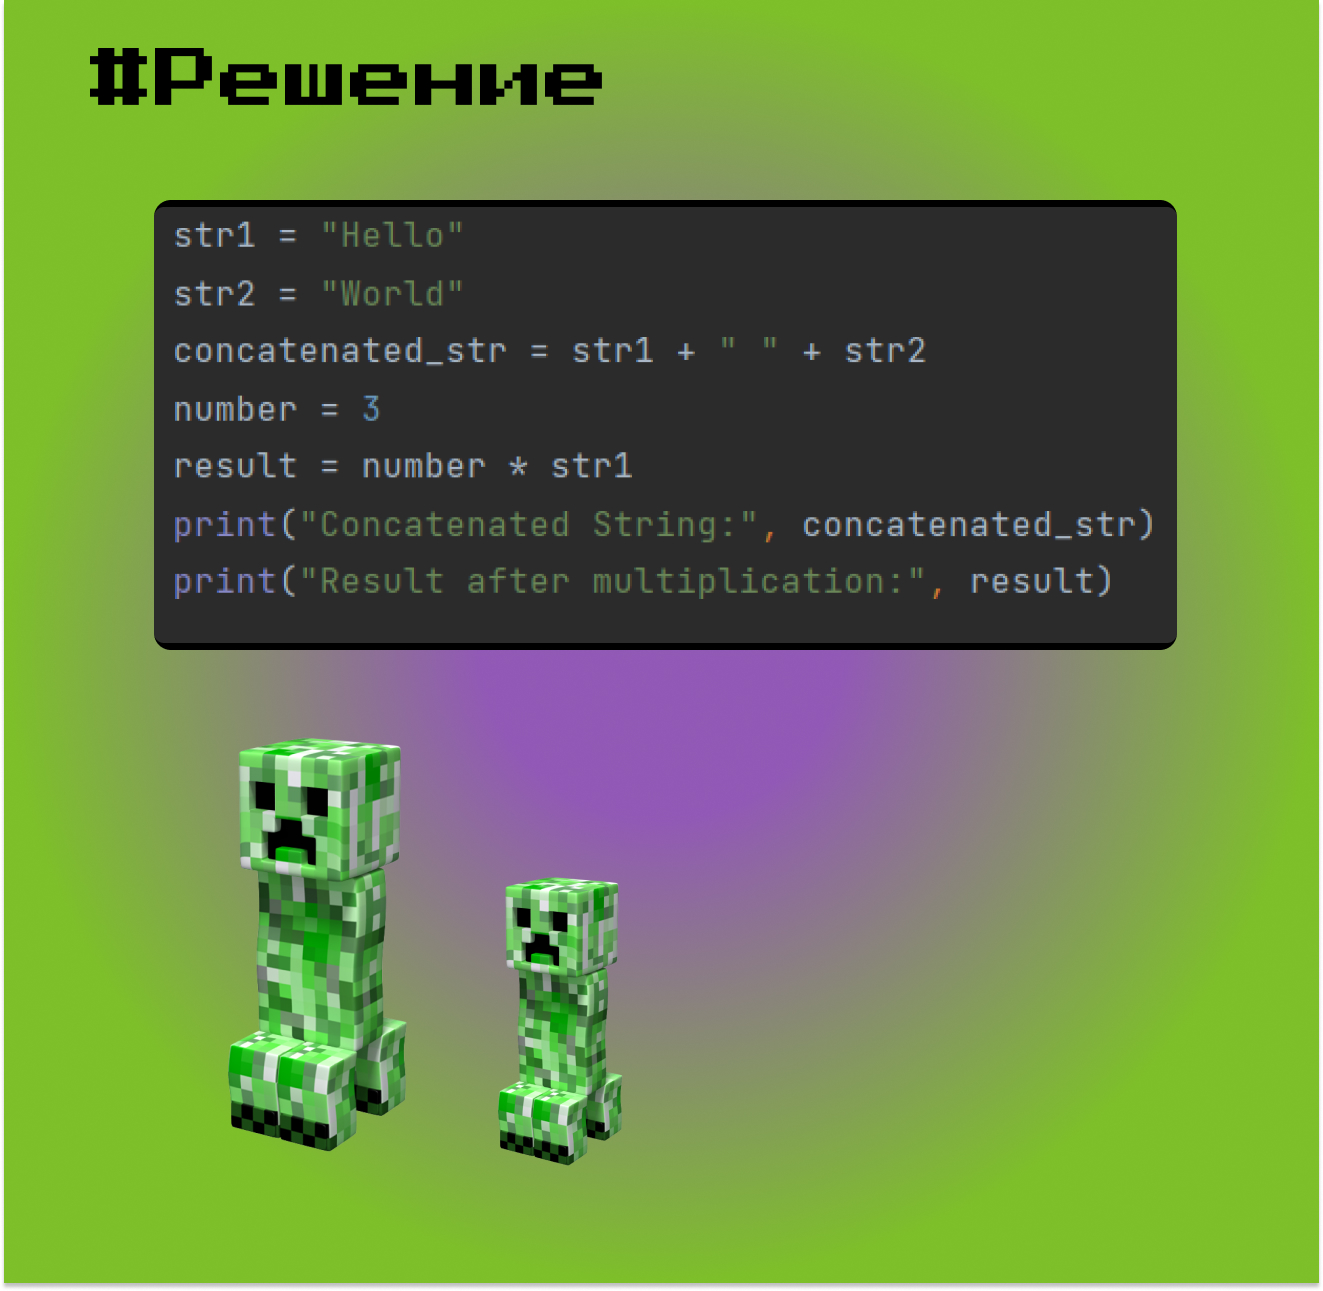 #Решение
str1 = "Hello"
str2 = "World"
concatenated_str = str1 + " " + str2
number = 3
result = number * str1
print("Concatenated String:", concatenated_str)
print("Result after multiplication:", result)